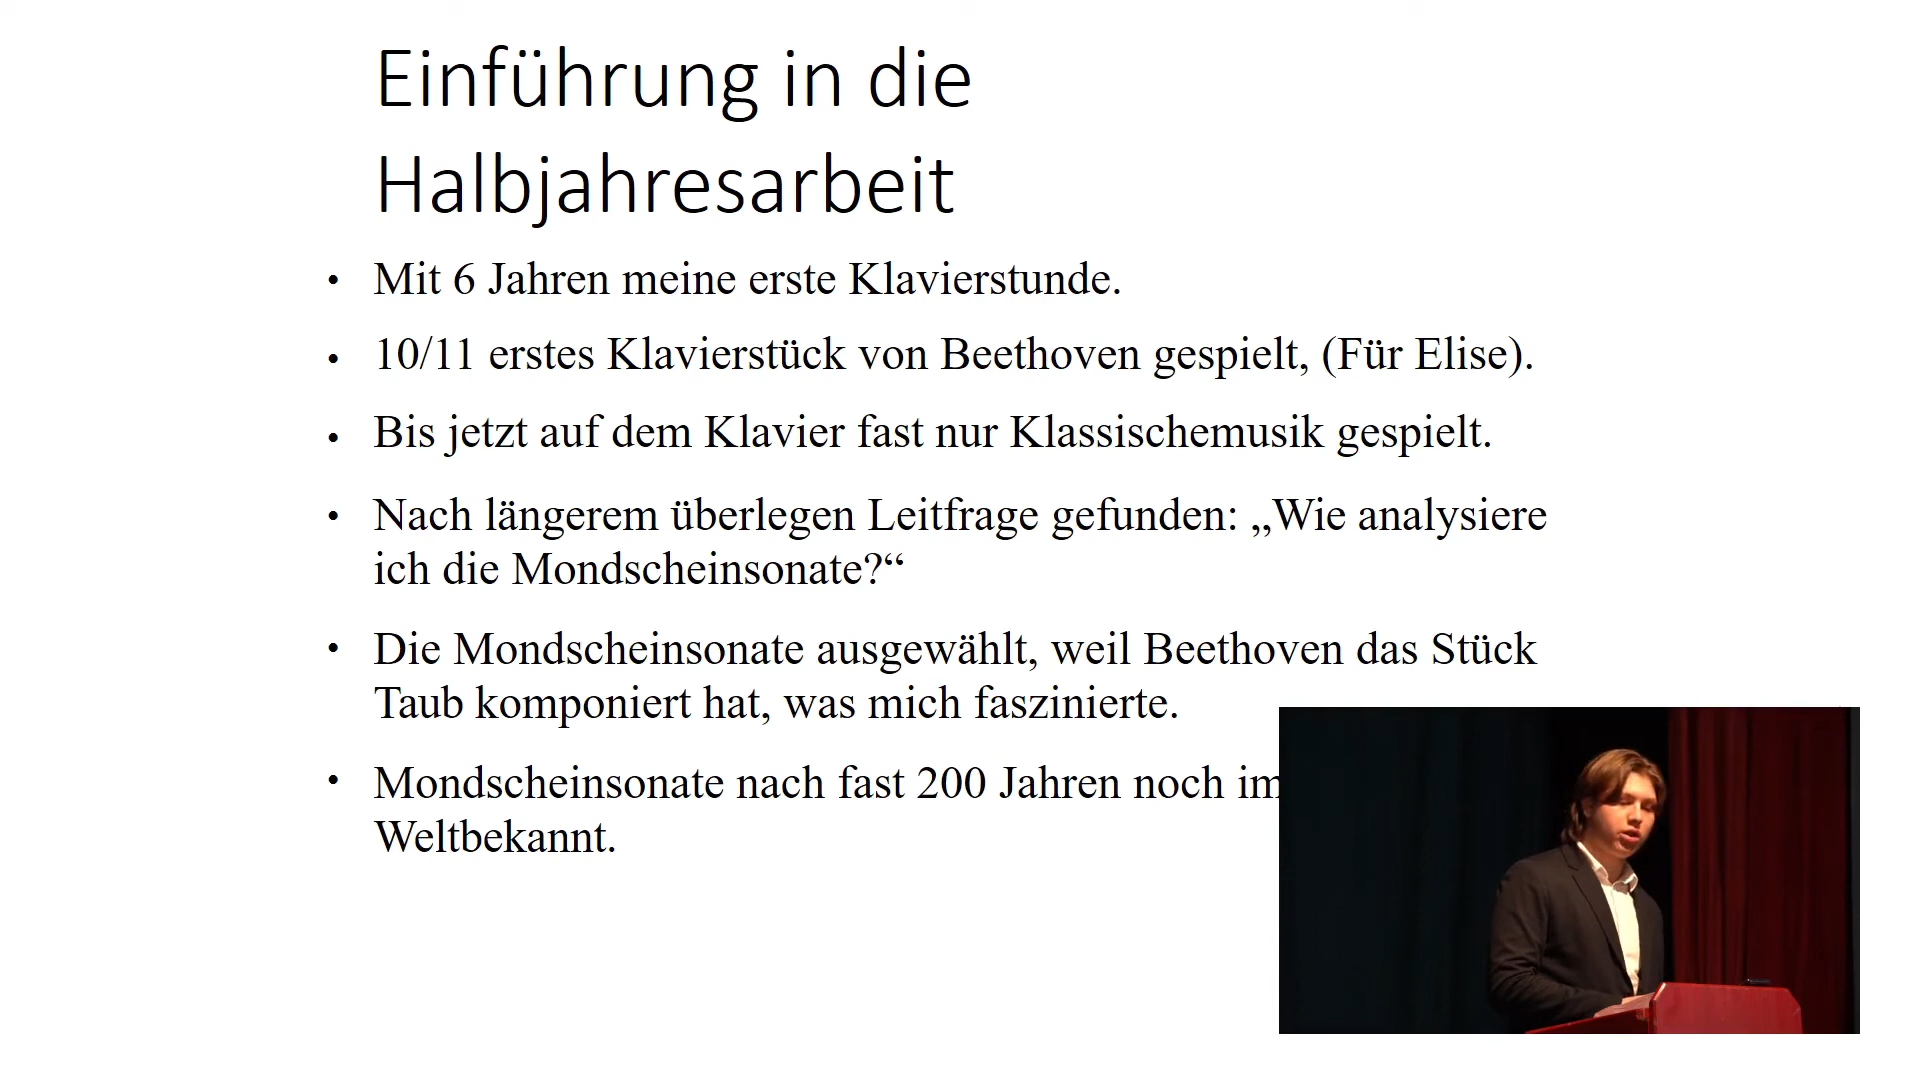 Einführung in die
Halbjahresarbeit
• Mit 6 Jahren meine erste Klavierstunde.
• 10/11 erstes Klavierstück von Beethoven gespielt, (Für Elise).
• Bis jetzt auf dem Klavier fast nur Klassischemusik gespielt.
• Nach längerem überlegen Leitfrage gefunden: „Wie analysiere
ich die Mondscheinsonate?“
• Die Mondscheinsonate ausgewählt, weil Beethoven das Stück
Taub komponiert hat, was mich faszinierte.
• Mondscheinsonate nach fast 200 Jahren noch
Weltbekannt.